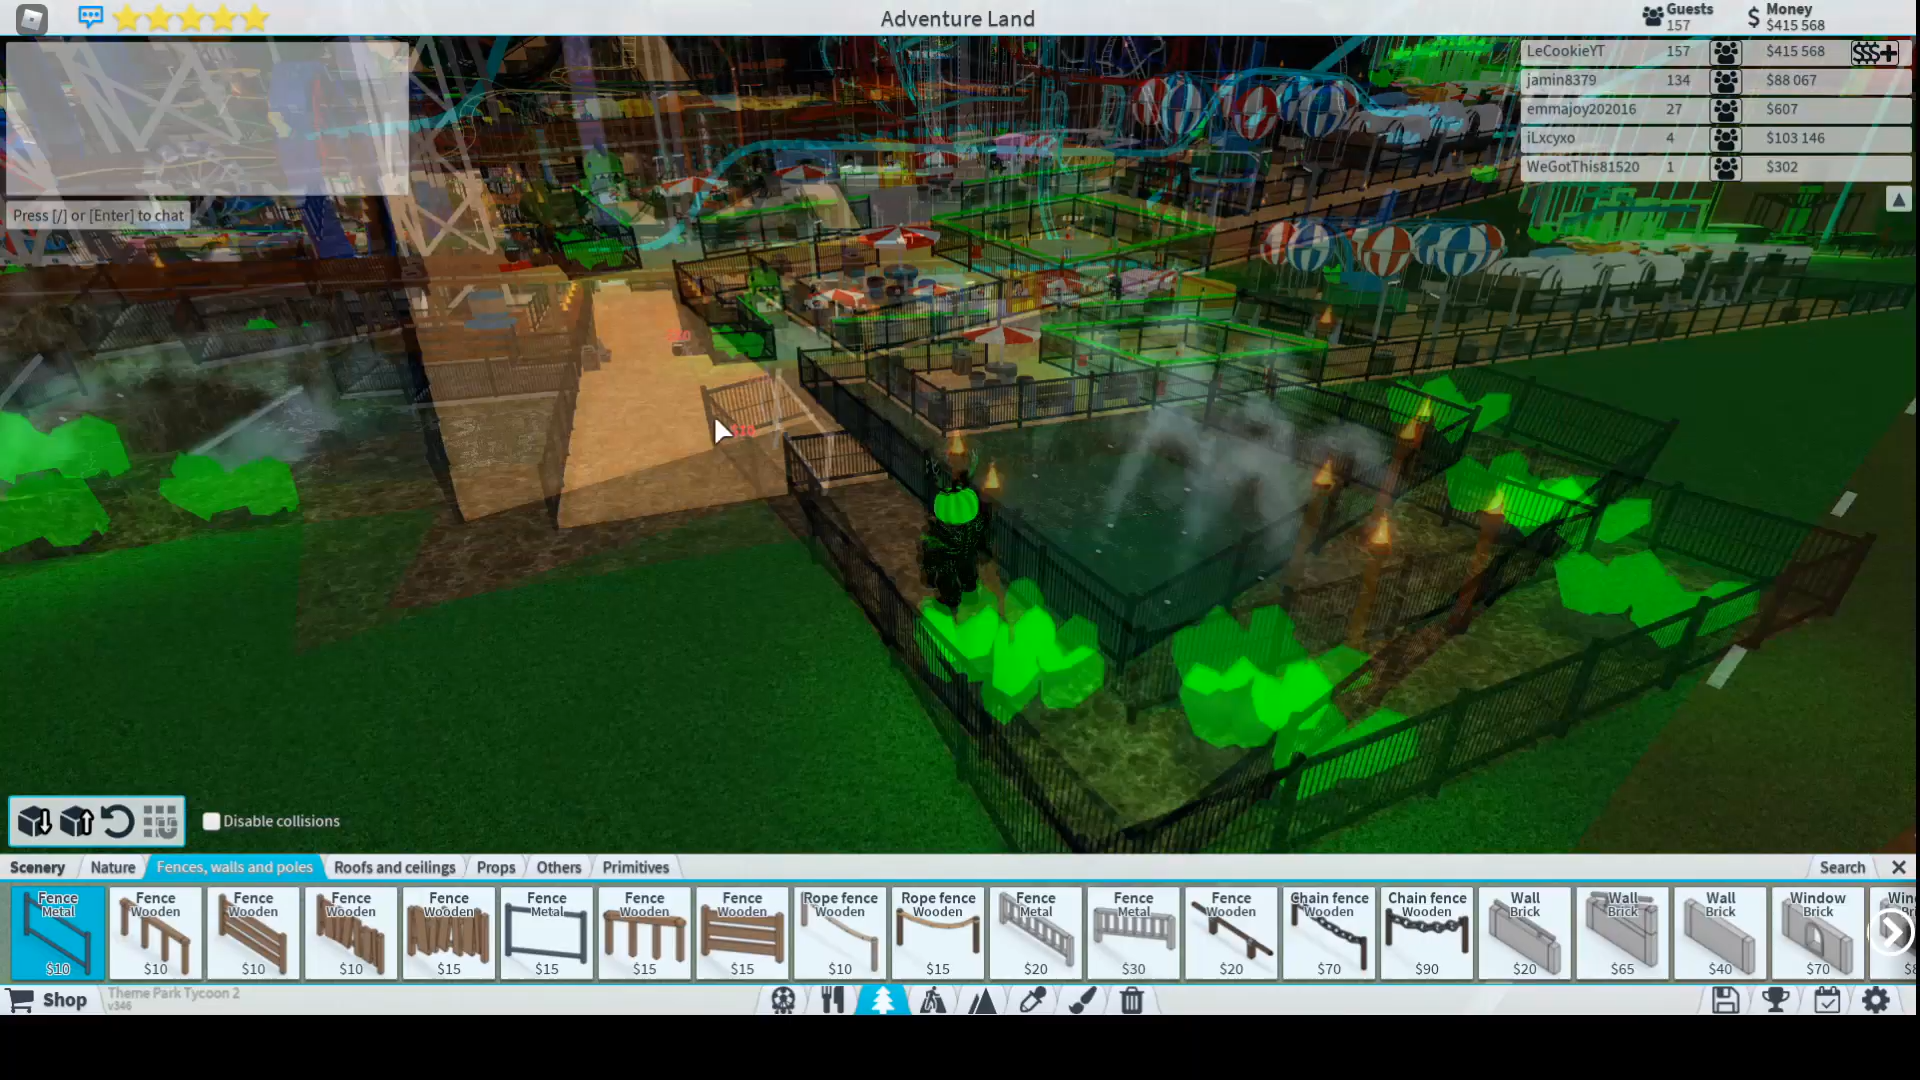 Adventure Land
Guests
157
Money
$415 568
LeCookieYT 157 $415 568
jamin8379 134 $88 067
emmajoy202016 27 $607
iLxcyxo 4 $103 146
WeGotThis81520 1 $302
Press [/] or [Enter] to chat
Disable collisions
Scenery Nature Fences, walls and poles Roofs and ceilings Props Others Primitives Search
Fence Fence Fence Fence Fence Fence Fence Fence Rope fence Rope fence Fence Fence Fence Chain fence Chain fence Wall Wall Wall Window
Metal Wooden Wooden Wooden Wooden Metal Wooden Wooden Wooden Wooden Metal Metal Wooden Wooden Wooden Brick Brick Brick Brick
$10 $10 $10 $10 $15 $15 $15 $15 $10 $15 $20 $30 $20 $70 $90 $20 $65 $40 $70
Shop
Theme Park Tycoon 2
v346